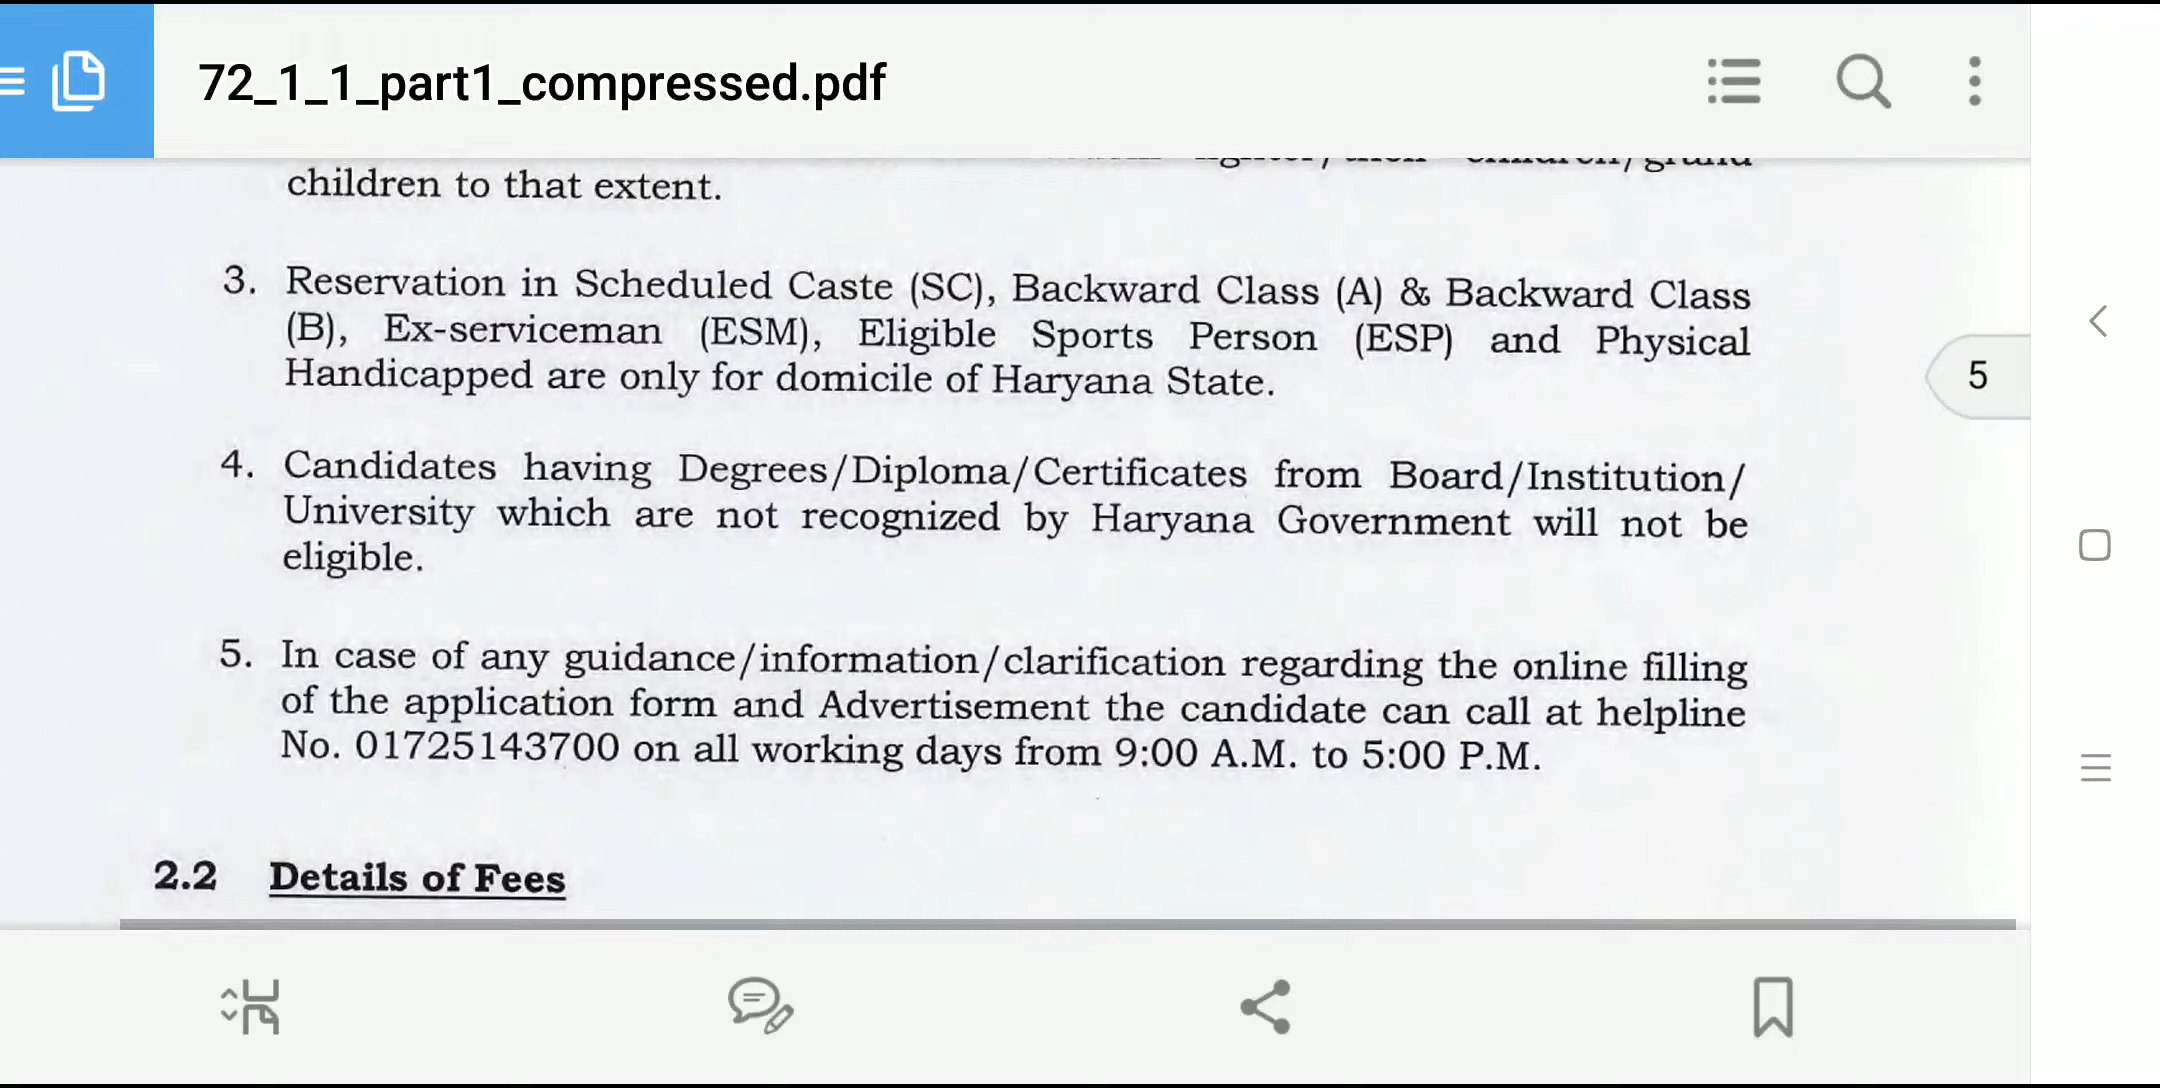 72_1_1_part1_compressed.pdf
children to that extent.
3. Reservation in Scheduled Caste (SC), Backward Class (A) & Backward Class
(B), Ex-serviceman (ESM), Eligible Sports Person (ESP) and Physical
Handicapped are only for domicile of Haryana State.
5
4. Candidates having Degrees/Diploma/Certificates from Board/Institution/
University which are not recognized by Haryana Government will not be
eligible.
5. In case of any guidance/information/clarification regarding the online filling
of the application form and Advertisement the candidate can call at helpline
No. 01725143700 on all working days from 9:00 A.M. to 5:00 P.M.
2.2 Details of Fees